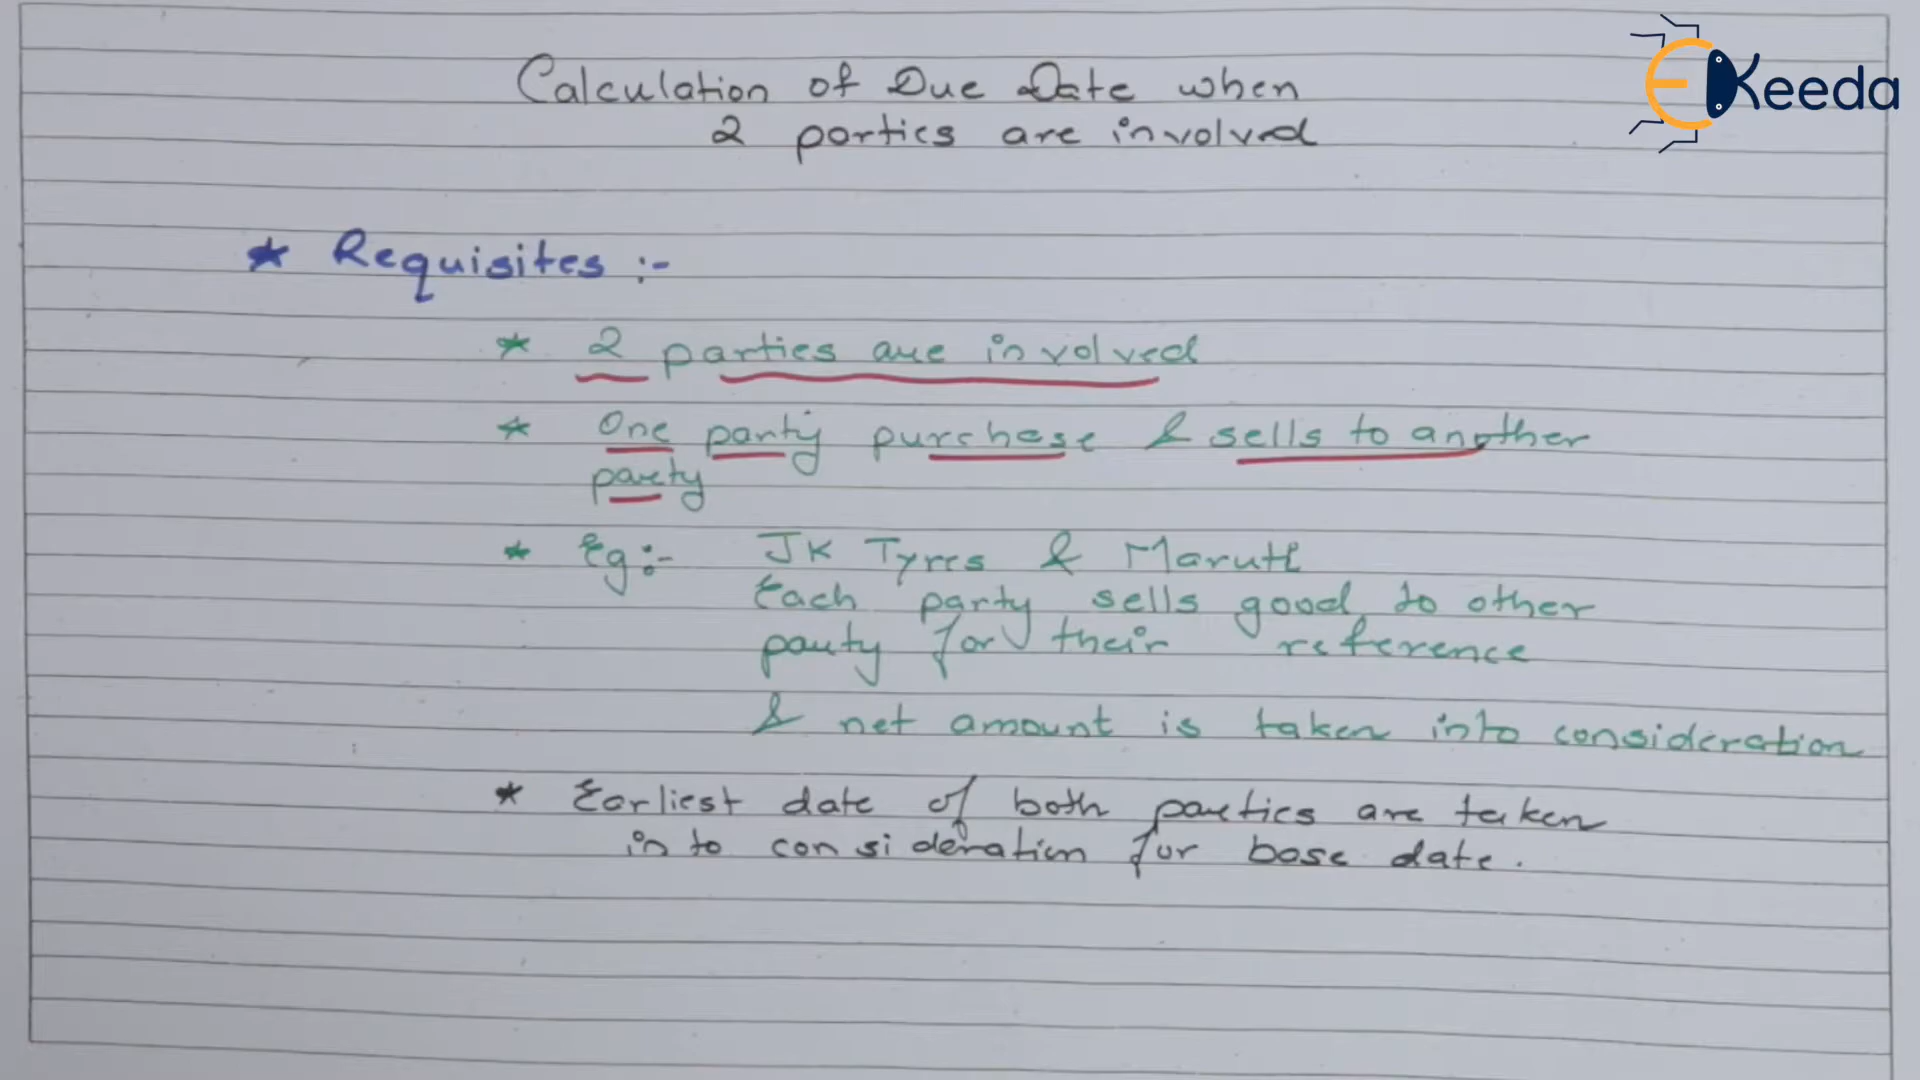 Calculation of Due Date when
2 parties are involved
EKeeda
* Requisites :-
* 2 parties are involved
* One party purchase & sells to another
party
* Eg:- JK Tyres & Maruti
Each party sells good to other
party for their reference
& net amount is taken into consideration
* Earliest date of both parties are taken
into consideration for base date.